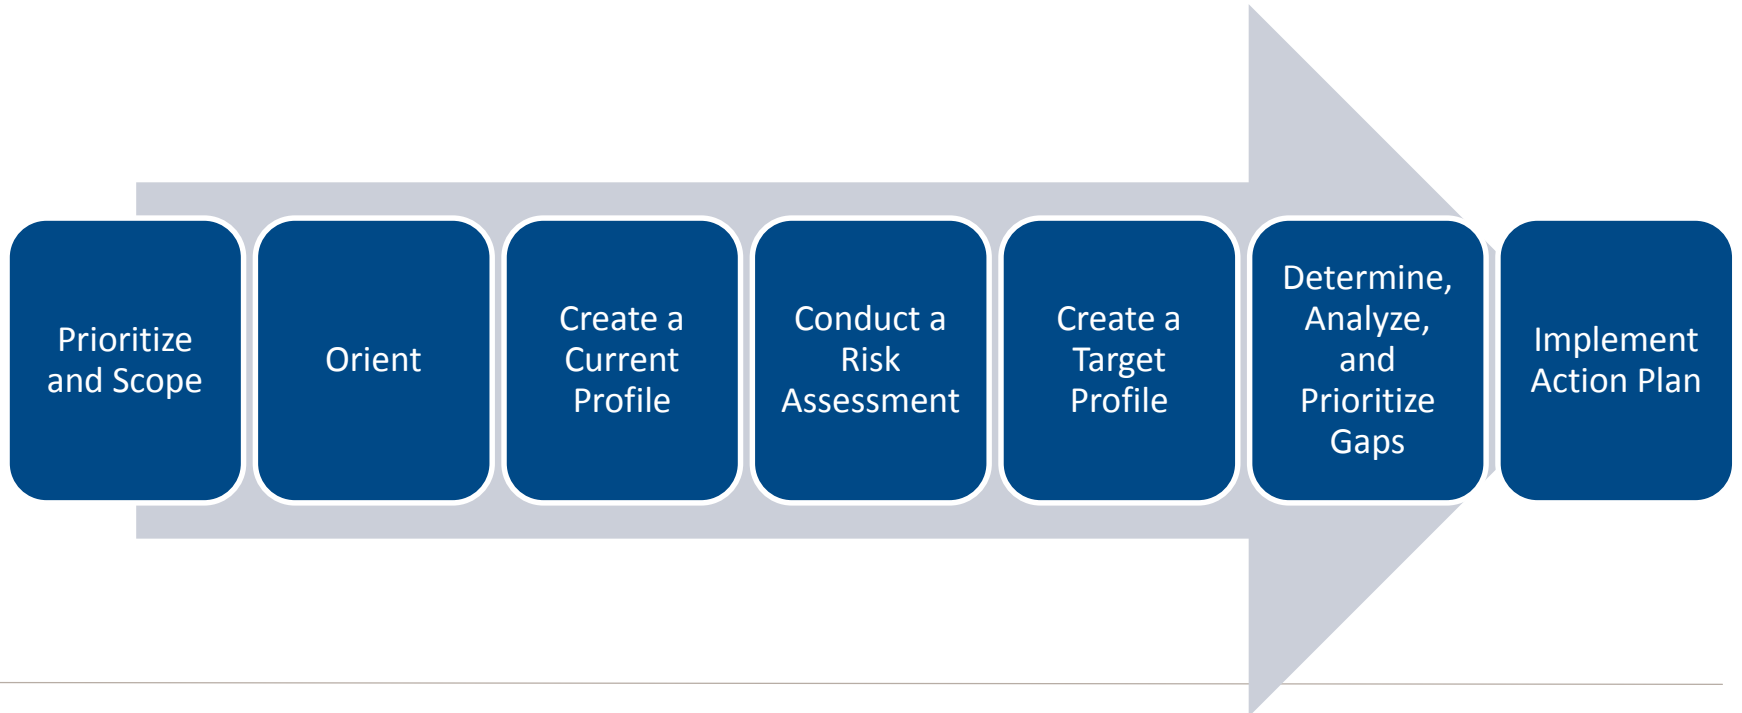 Prioritize
and Scope
Orient
Create a
Current
Profile
Conduct a
Risk
Assessment
Create a
Target
Profile
Determine,
Analyze,
and
Prioritize
Gaps
Implement
Action Plan